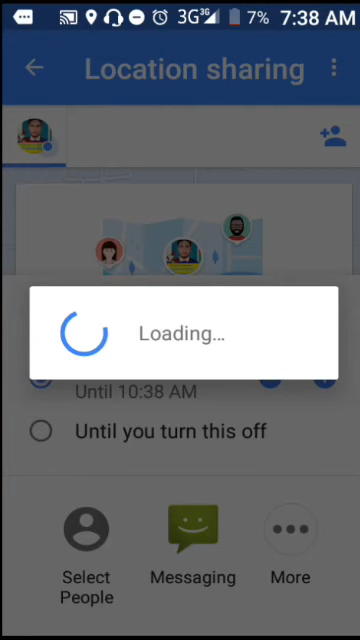 3G 3G 7% 7:38 AM
Location sharing
Loading...
Until 10:38 AM
Until you turn this off
Select People
Messaging
More